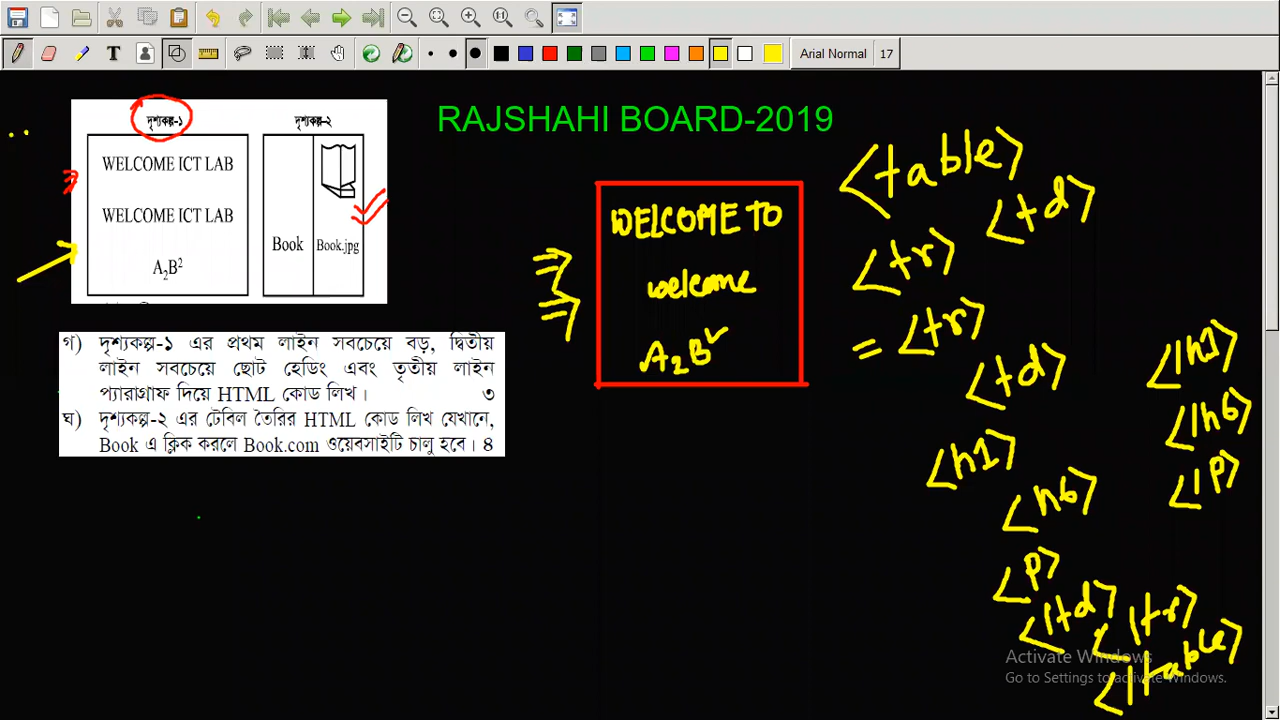 Arial Normal 17
RAJSHAHI BOARD-2019
দৃশ্যকল্প-১ দৃশ্যকল্প-২
WELCOME ICT LAB
WELCOME ICT LAB
A₂B²
Book Book.jpg
গ) দৃশ্যকল্প-১ এর প্রথম লাইন সবচেয়ে বড়, দ্বিতীয়
লাইন সবচেয়ে ছোট হেডিং এবং তৃতীয় লাইন
প্যারাগ্রাফ দিয়ে HTML কোড লিখ। ৩
ঘ) দৃশ্যকল্প-২ এর টেবিল তৈরির HTML কোড লিখ যেখানে,
Book এ ক্লিক করলে Book.com ওয়েবসাইটি চালু হবে। ৪
WELCOME TO
welcome
A₂B²
<table>
<td>
<tr>
= <tr>
<td>
<h1> </h1>
<h6> </h6>
<p> </p>
</td> </tr>
</table>
Activate Windows
Go to Settings to activate Windows.